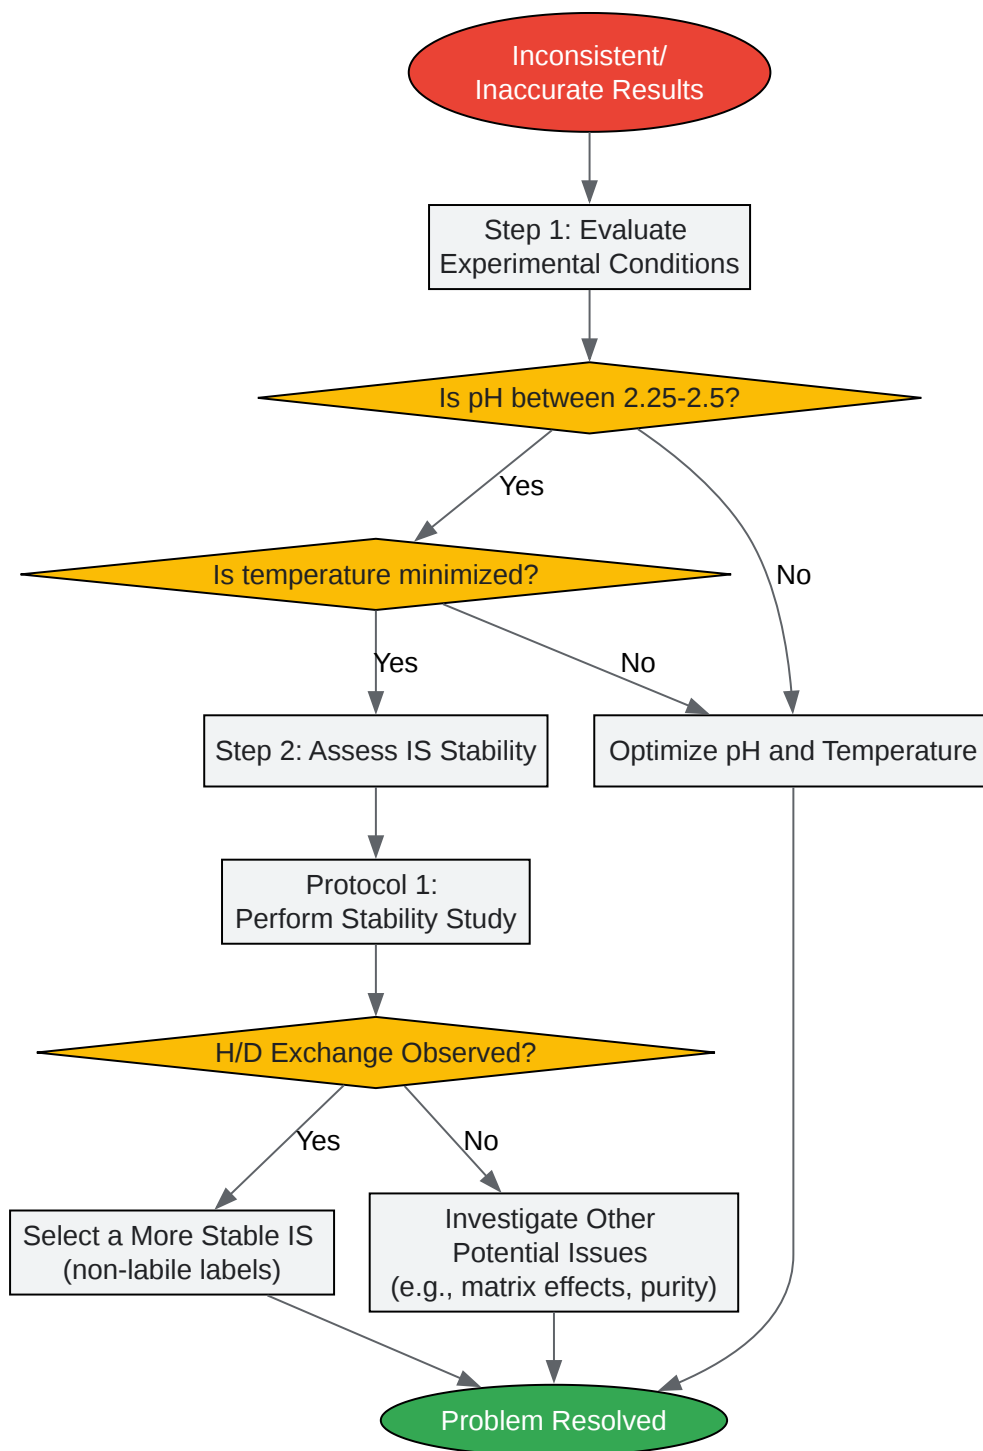 Inconsistent/
Inaccurate Results
Step 1: Evaluate
Experimental Conditions
Is pH between 2.25-2.5?
Yes
No
Is temperature minimized?
Yes
No
Step 2: Assess IS Stability
Optimize pH and Temperature
Protocol 1:
Perform Stability Study
H/D Exchange Observed?
Yes
No
Select a More Stable IS
(non-labile labels)
Investigate Other
Potential Issues
(e.g., matrix effects, purity)
Problem Resolved